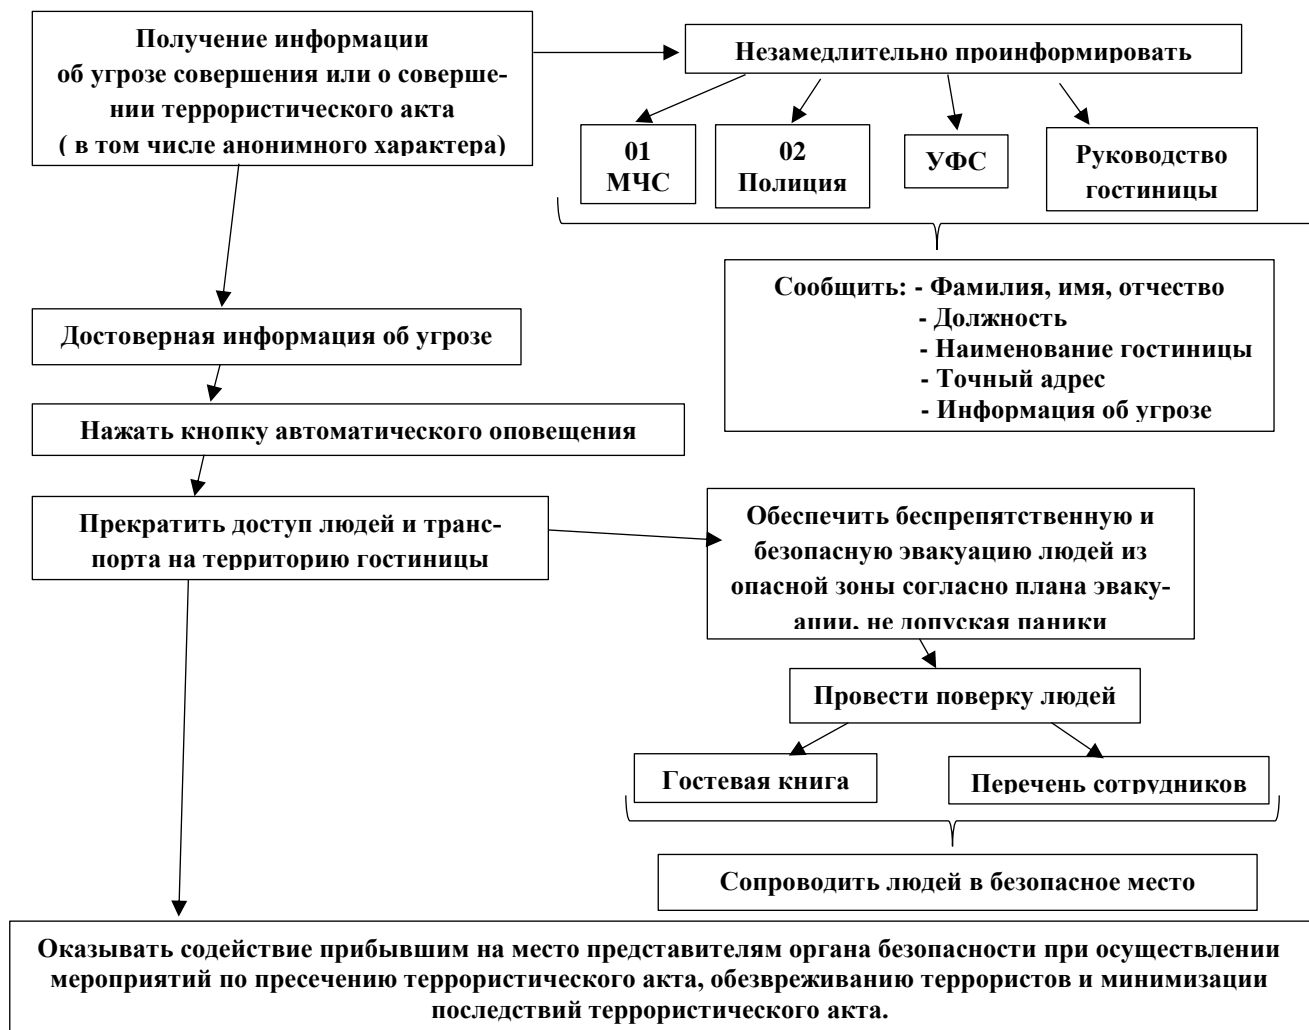 Получение информации
об угрозе совершения или о соверше-
нии террористического акта
( в том числе анонимного характера)
Незамедлительно проинформировать
01
МЧС
02
Полиция
УФС
Руководство
гостиницы
Сообщить: - Фамилия, имя, отчество
- Должность
- Наименование гостиницы
- Точный адрес
- Информация об угрозе
Достоверная информация об угрозе
Нажать кнопку автоматического оповещения
Прекратить доступ людей и транс-
порта на территорию гостиницы
Обеспечить беспрепятственную и
безопасную эвакуацию людей из
опасной зоны согласно плана эваку-
ации, не допуская паники
Провести поверку людей
Гостевая книга
Перечень сотрудников
Сопроводить людей в безопасное место
Оказывать содействие прибывшим на место представителям органа безопасности при осуществлении
мероприятий по пресечению террористического акта, обезвреживанию террористов и минимизации
последствий террористического акта.